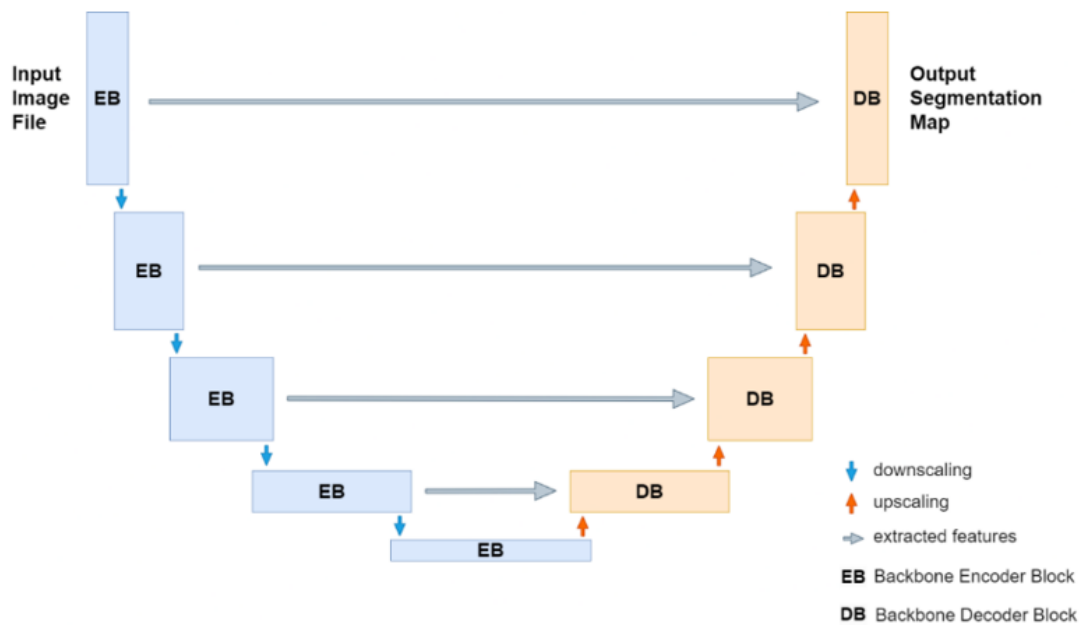 Input
Image
File
EB
DB
Output
Segmentation
Map
EB
DB
EB
DB
EB
DB
EB
downscaling
upscaling
extracted features
EB Backbone Encoder Block
DB Backbone Decoder Block